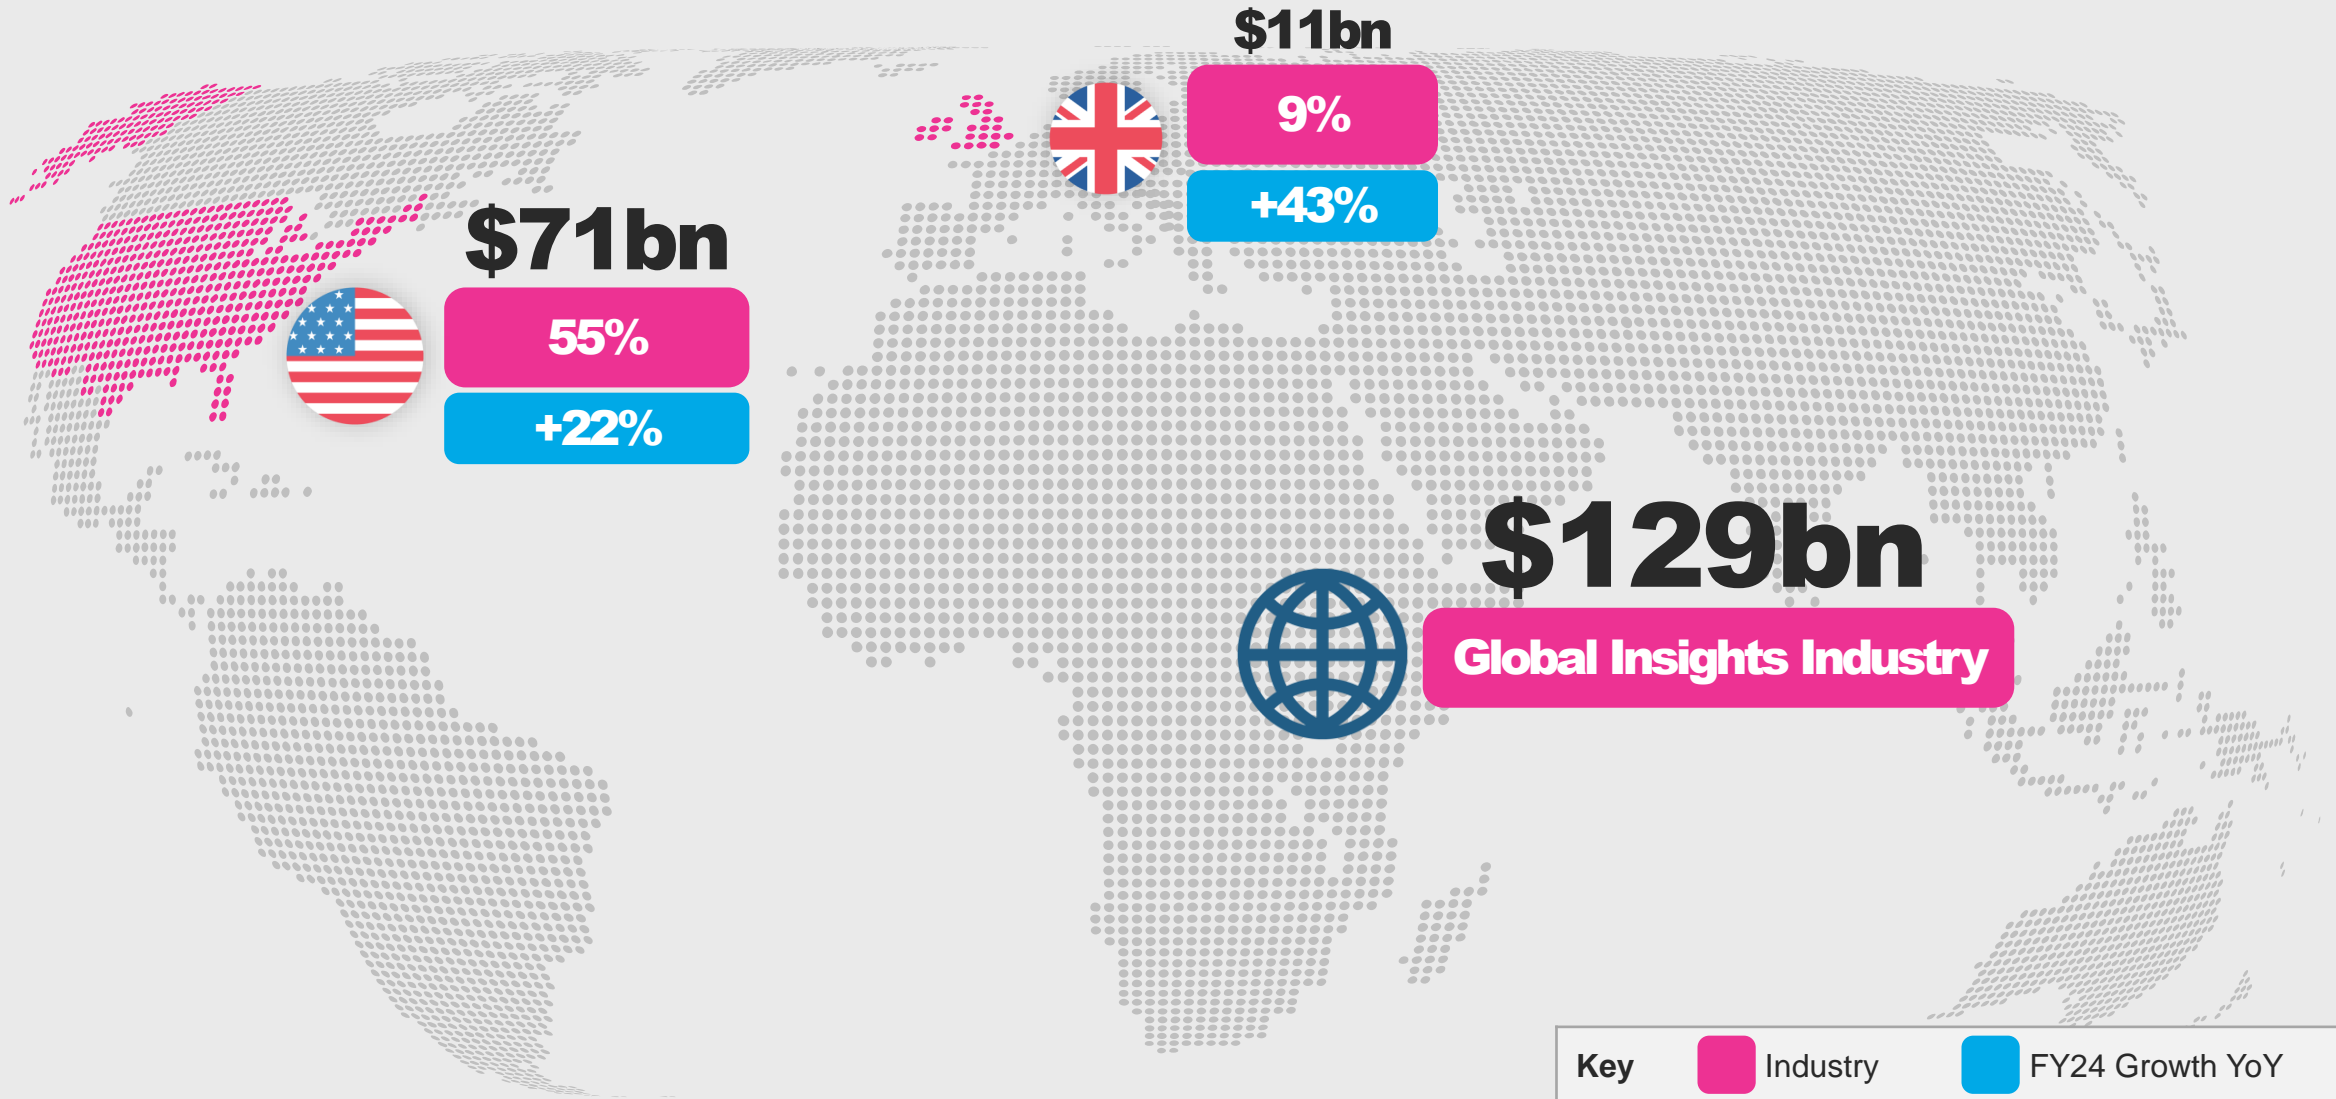 $11bn
9%
+43%
$71bn
55%
+22%
$129bn
Global Insights Industry
Key
Industry
FY24 Growth YoY